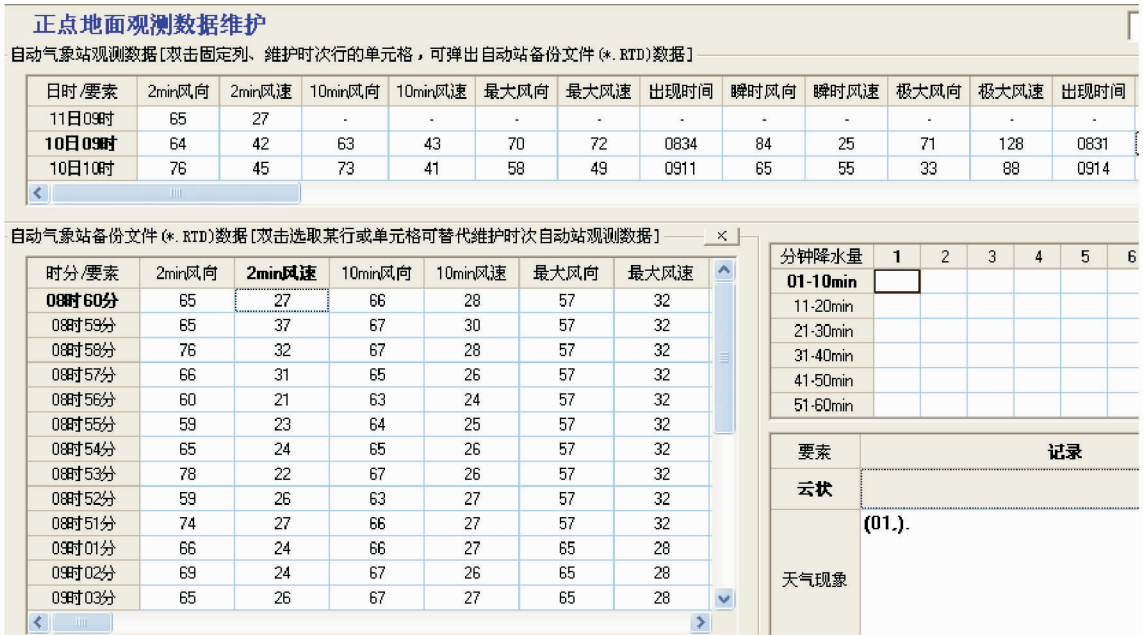 正点地面观测数据维护
自动气象站观测数据[双击固定列、维护时次行的单元格，可弹出自动站备份文件(*.RTD)数据]
日时/要素 2min风向 2min风速 10min风向 10min风速 最大风向 最大风速 出现时间 瞬时风向 瞬时风速 极大风向 极大风速 出现时间
11日09时 65 27 - - - - - - - - - -
10日09时 64 42 63 43 70 72 0834 84 25 71 128 0831
10日10时 76 45 73 41 58 49 0911 65 55 33 88 0914
自动气象站备份文件(*.RTD)数据[双击选取某行或单元格可替代维护时次自动站观测数据]
时分/要素 2min风向 2min风速 10min风向 10min风速 最大风向 最大风速
08时60分 65 27 66 28 57 32
08时59分 65 37 67 30 57 32
08时58分 76 32 67 28 57 32
08时57分 66 31 65 26 57 32
08时56分 60 21 63 24 57 32
08时55分 59 23 64 25 57 32
08时54分 65 24 65 26 57 32
08时53分 78 22 67 26 57 32
08时52分 59 26 63 27 57 32
08时51分 74 27 66 27 57 32
09时01分 66 24 66 27 65 28
09时02分 69 24 67 26 65 28
09时03分 65 26 67 27 65 28
分钟降水量 1 2 3 4 5 6
01-10min
11-20min
21-30min
31-40min
41-50min
51-60min
要素 记录
云状
天气现象 (01,).